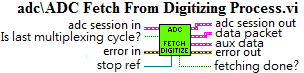 adc\ADC Fetch From Digitizing Process.vi
adc session in
Is last multiplexing cycle?
error in
stop ref
ADC
FETCH
DIGITIZE
adc session out
data packet
aux data
error out
fetching done?